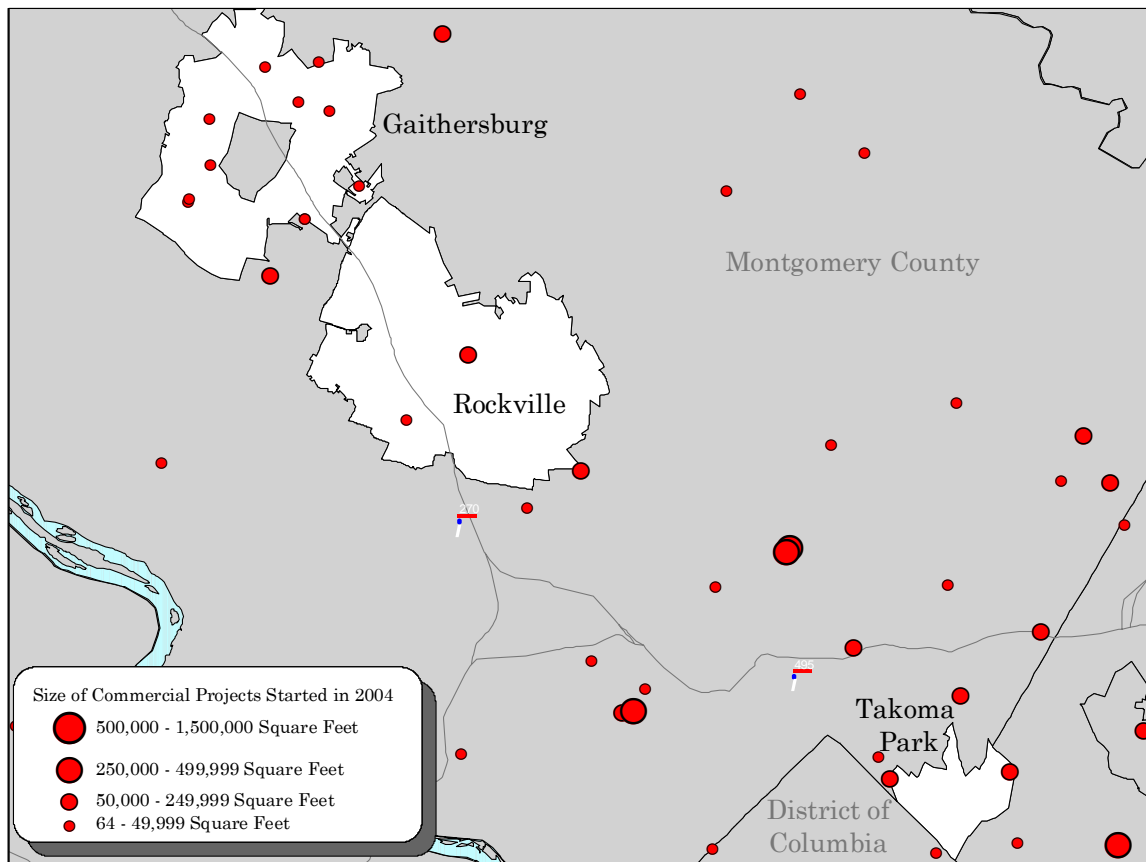 Gaithersburg
Montgomery County
Rockville
270
495
Takoma
Park
District of
Columbia
Size of Commercial Projects Started in 2004
500,000 - 1,500,000 Square Feet
250,000 - 499,999 Square Feet
50,000 - 249,999 Square Feet
64 - 49,999 Square Feet